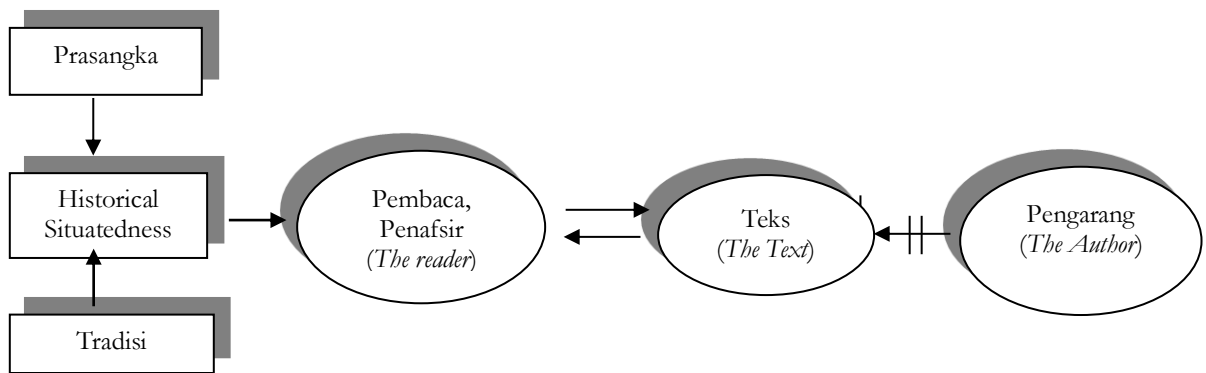 Prasangka
Historical
Situatedness
Tradisi
Pembaca,
Penafsir
(The reader)
Teks
(The Text)
Pengarang
(The Author)